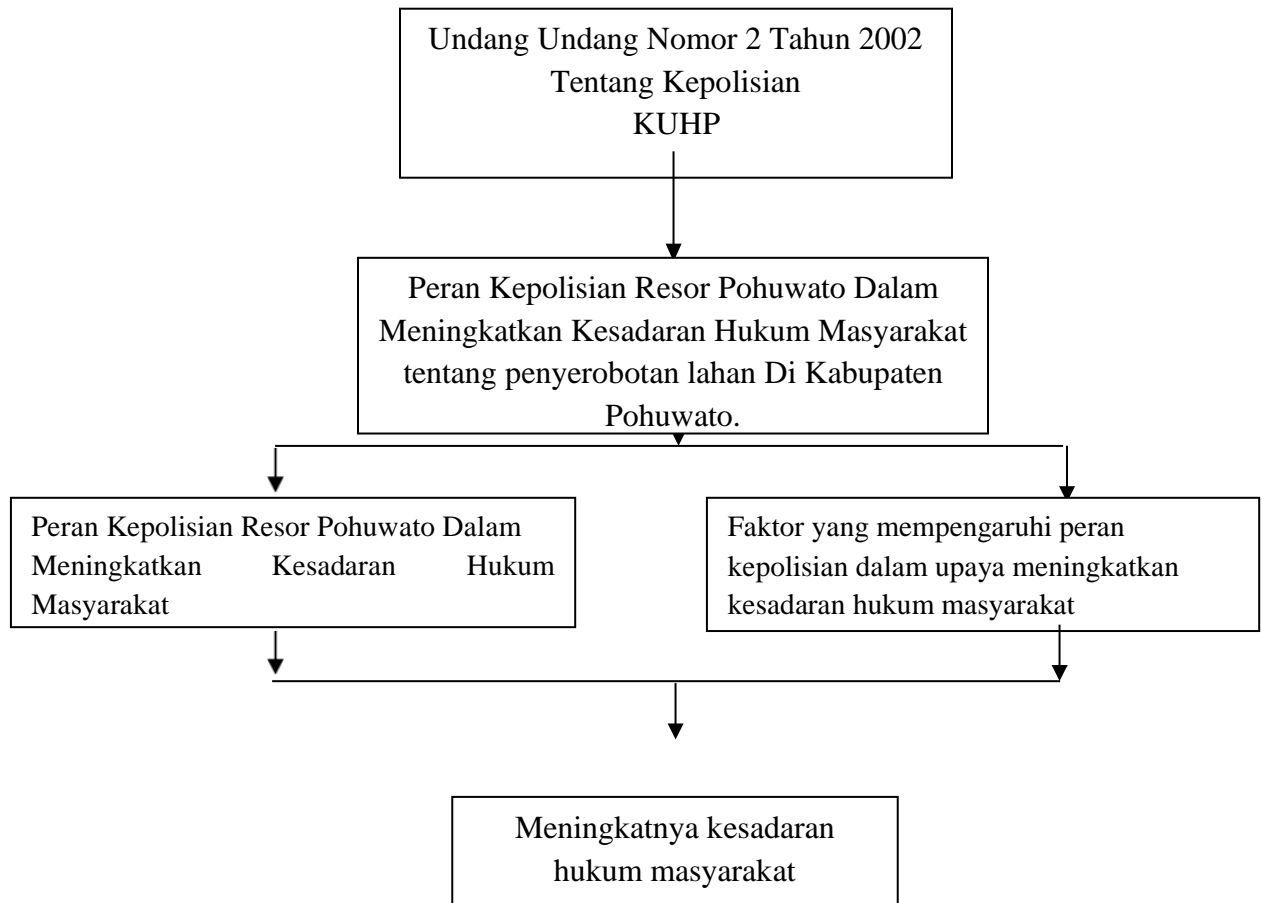 Undang Undang Nomor 2 Tahun 2002
Tentang Kepolisian
KUHP
Peran Kepolisian Resor Pohuwato Dalam
Meningkatkan Kesadaran Hukum Masyarakat
tentang penyerobotan lahan Di Kabupaten
Pohuwato.
Peran Kepolisian Resor Pohuwato Dalam
Meningkatkan Kesadaran Hukum
Masyarakat
Faktor yang mempengaruhi peran
kepolisian dalam upaya meningkatkan
kesadaran hukum masyarakat
Meningkatnya kesadaran
hukum masyarakat